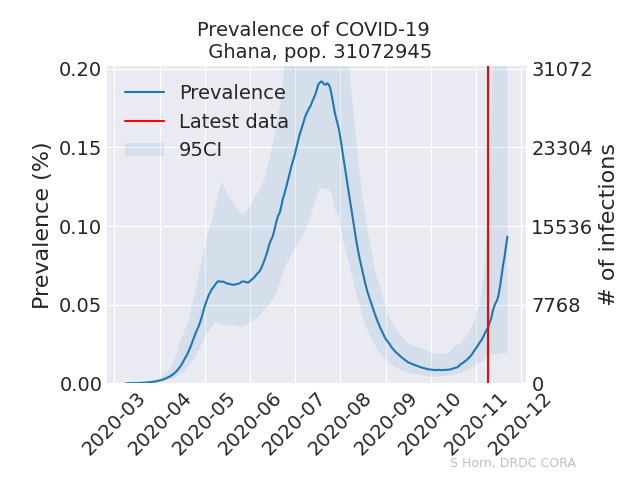 Prevalence of COVID-19
Ghana, pop. 31072945
Prevalence (%)
0.20
0.15
0.10
0.05
0.00
Prevalence
Latest data
95CI
31072
23304
15536
7768
0
# of infections
2020-03
2020-04
2020-05
2020-06
2020-07
2020-08
2020-09
2020-10
2020-11
2020-12
S Horn, DRDC CORA